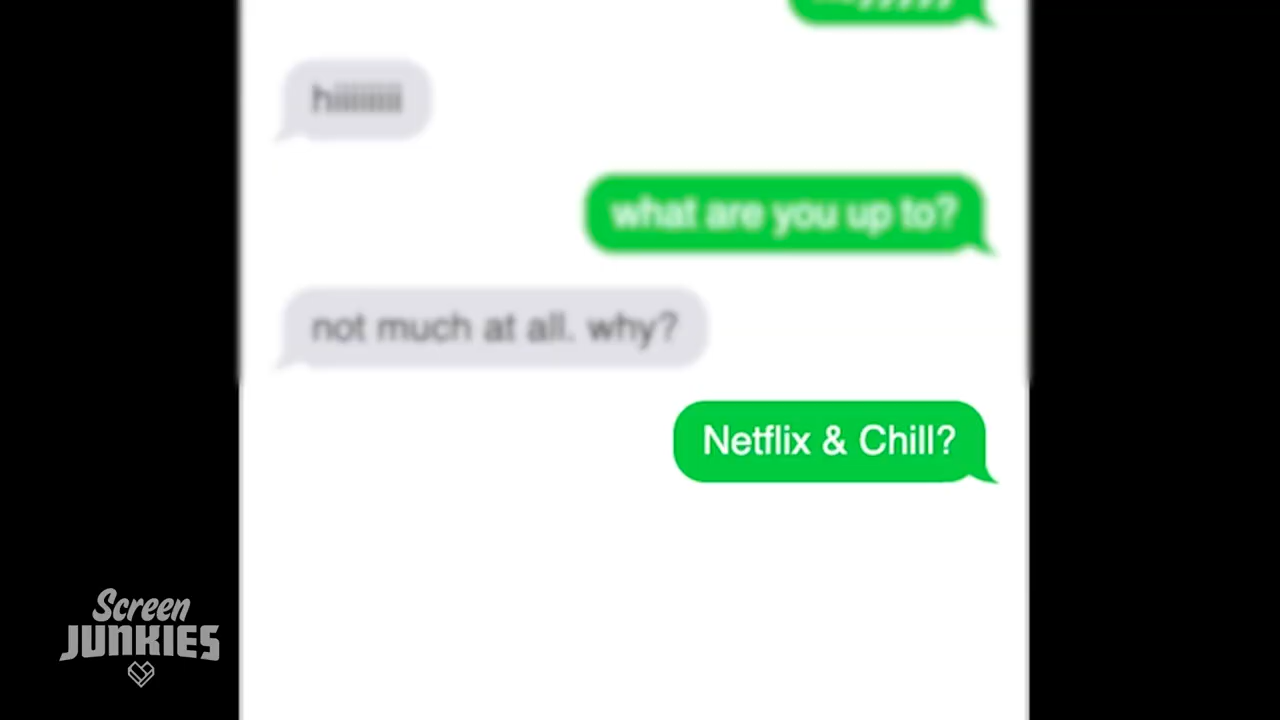 hiiiiiiii
what are you up to?
not much at all. why?
Netflix & Chill?
Screen
JUNKIES